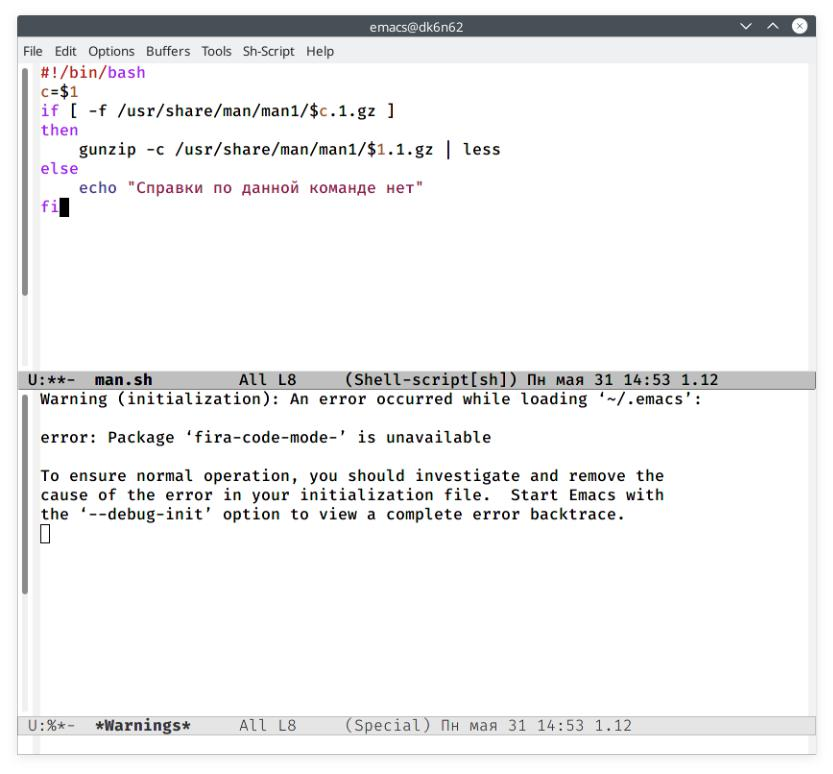 emacs@dk6n62
File Edit Options Buffers Tools Sh-Script Help
#!/bin/bash
c=$1
if [ -f /usr/share/man/man1/$c.1.gz ]
then
    gunzip -c /usr/share/man/man1/$1.1.gz | less
else
    echo "Справки по данной команде нет"
fi
U:**-  man.sh         All L8     (Shell-script[sh]) Пн мая 31 14:53 1.12
Warning (initialization): An error occurred while loading ‘~/.emacs’:

error: Package ‘fira-code-mode-’ is unavailable

To ensure normal operation, you should investigate and remove the
cause of the error in your initialization file.  Start Emacs with
the ‘--debug-init’ option to view a complete error backtrace.
U:%*-  *Warnings*     All L8     (Special) Пн мая 31 14:53 1.12